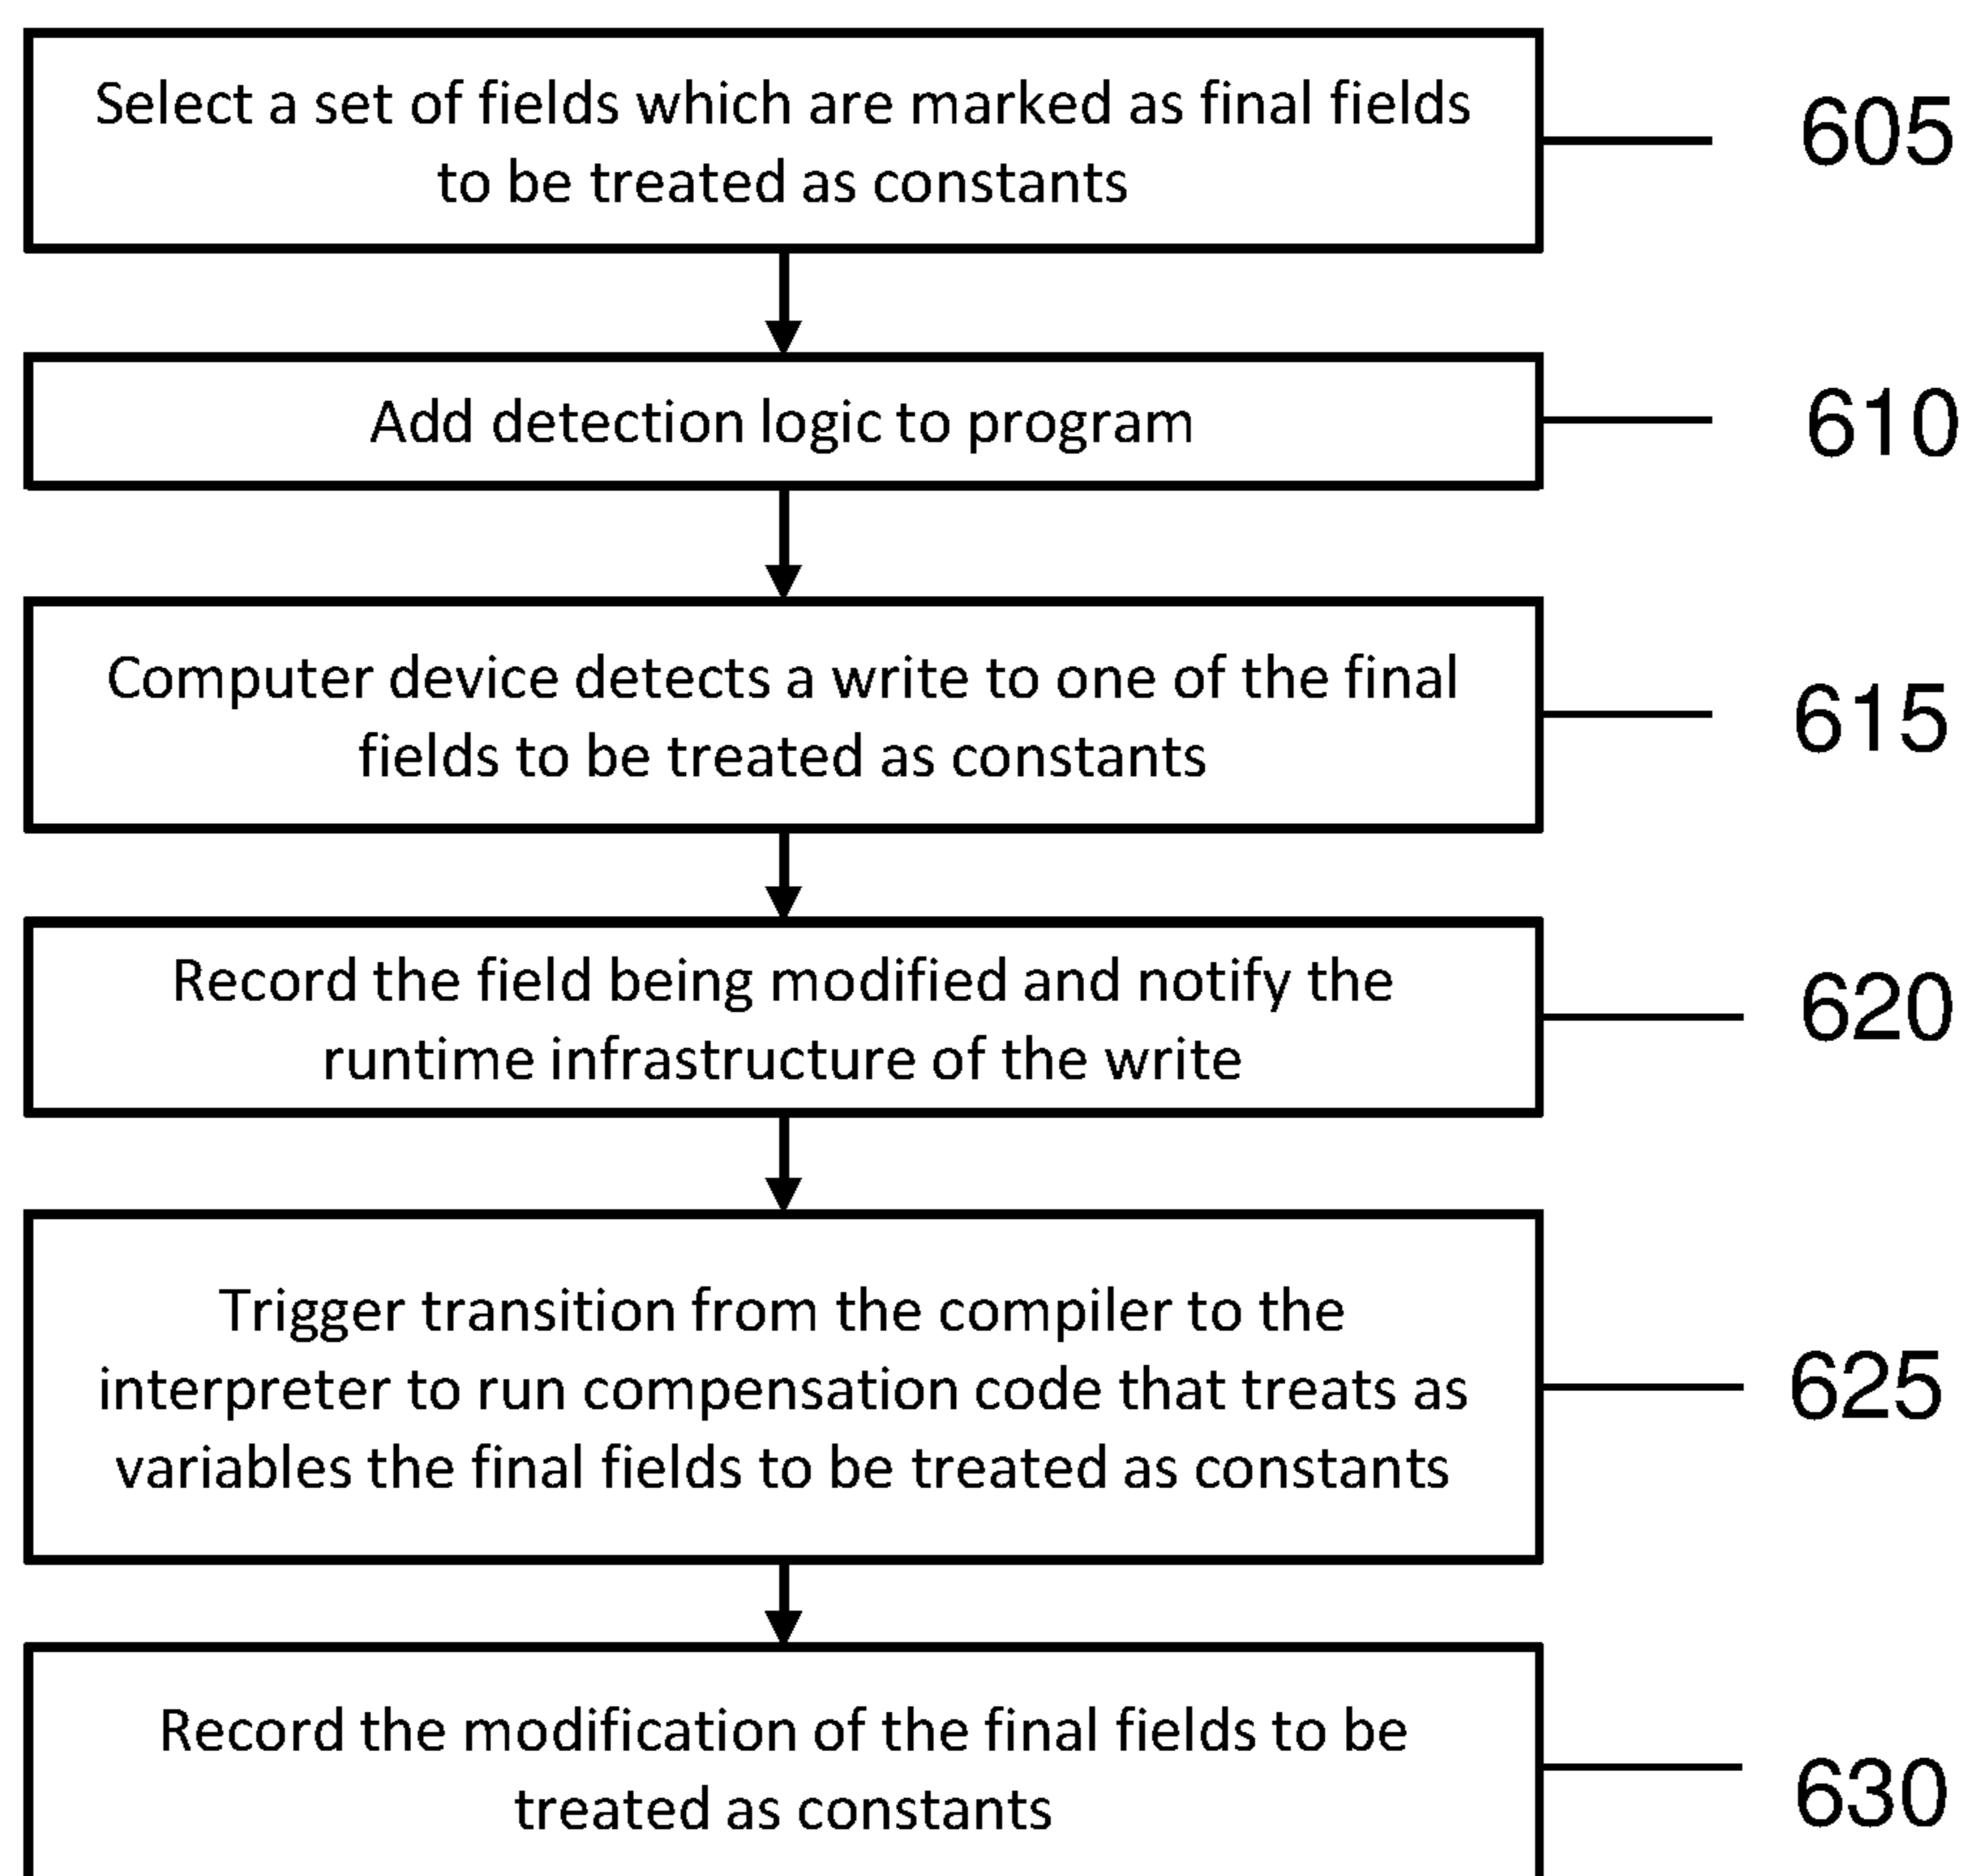 Select a set of fields which are marked as final fields
to be treated as constants
605
Add detection logic to program
610
Computer device detects a write to one of the final
fields to be treated as constants
615
Record the field being modified and notify the
runtime infrastructure of the write
620
Trigger transition from the compiler to the
interpreter to run compensation code that treats as
variables the final fields to be treated as constants
625
Record the modification of the final fields to be
treated as constants
630